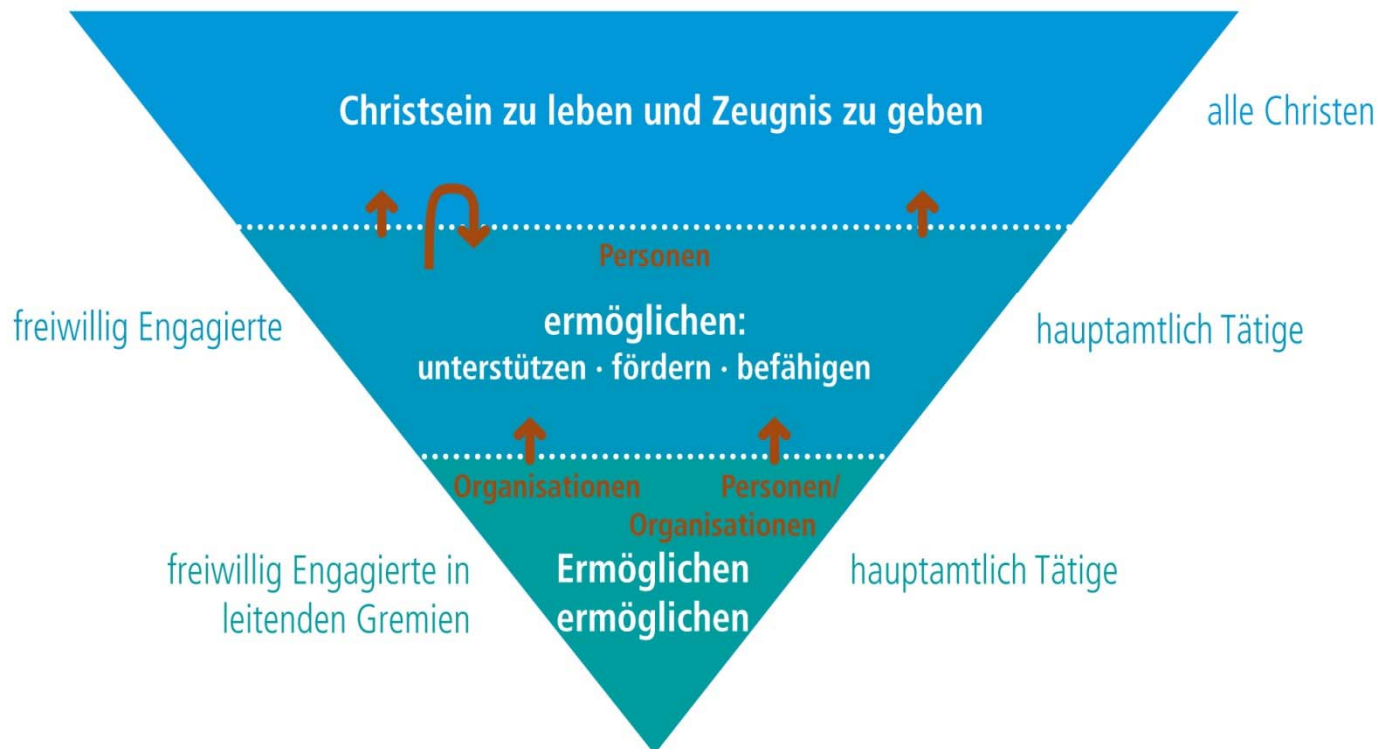 Christsein zu leben und Zeugnis zu geben
alle Christen
Personen
freiwillig Engagierte
ermöglichen:
hauptamtlich Tätige
unterstützen · fördern · befähigen
Organisationen
Personen/
Organisationen
freiwillig Engagierte in
leitenden Gremien
Ermöglichen
ermöglichen
hauptamtlich Tätige